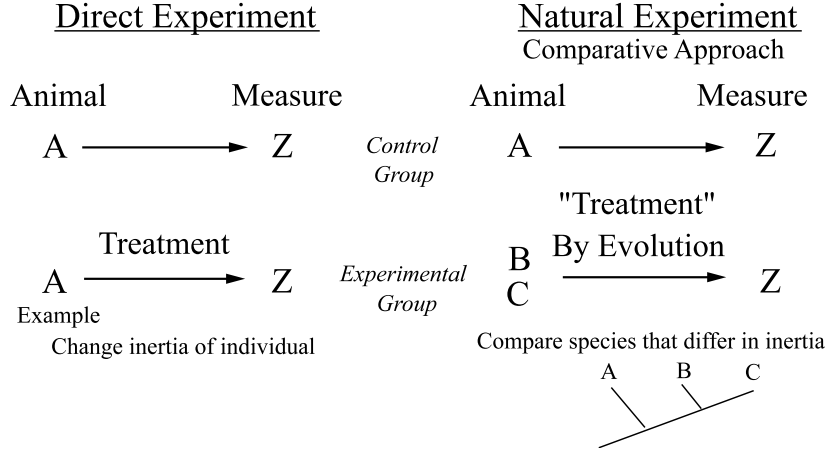 Direct Experiment
Animal
Measure
A
Z
Treatment
A
Z
Example
Change inertia of individual
Control
Group
Experimental
Group
Natural Experiment
Comparative Approach
Animal
Measure
A
Z
"Treatment"
By Evolution
B
C
Z
Compare species that differ in inertia
A
B
C